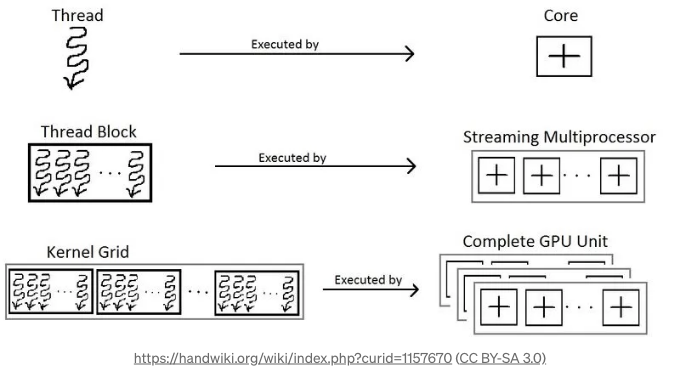 Thread
Executed by
Core
Thread Block
Executed by
Streaming Multiprocessor
Kernel Grid
Executed by
Complete GPU Unit
https://handwiki.org/wiki/index.php?curid=1157670 (CC BY-SA 3.0)